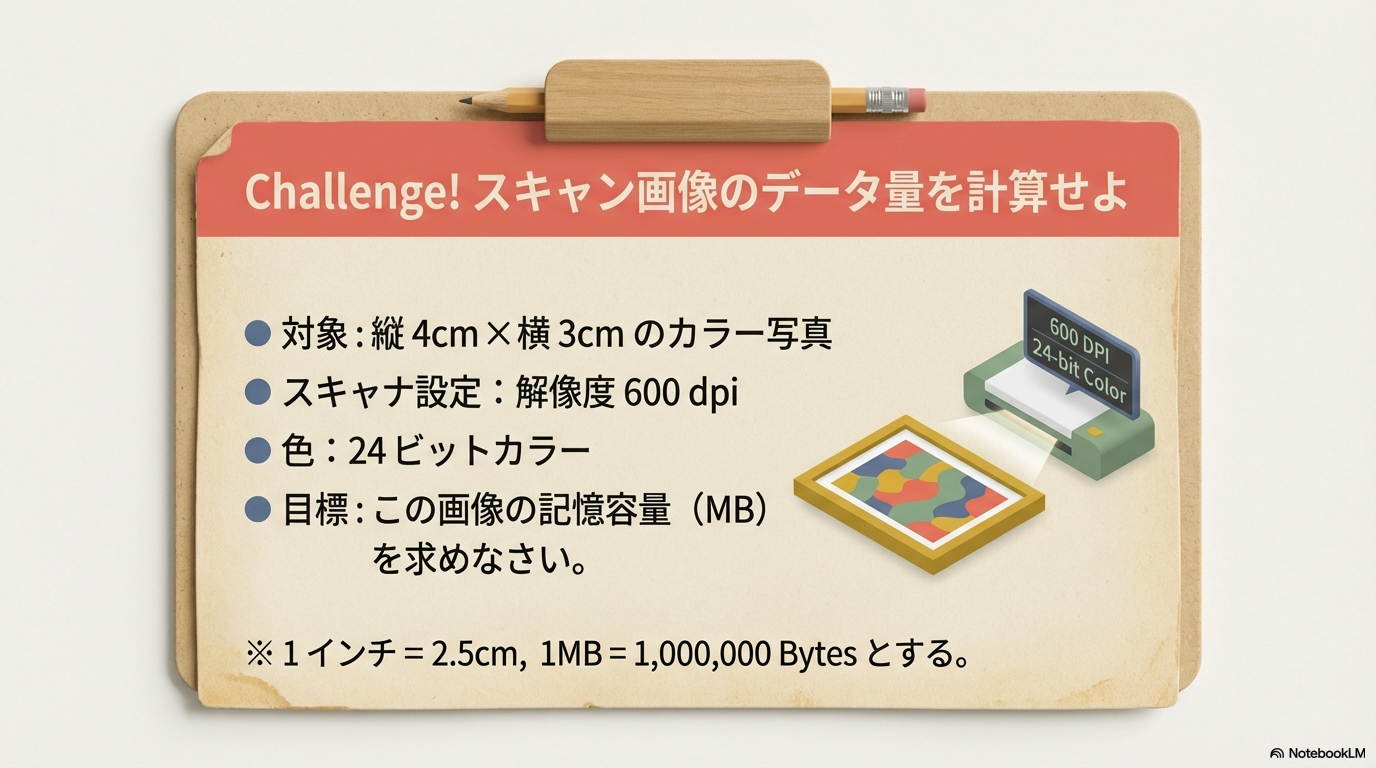 Challenge! スキャン画像のデータ量を計算せよ
対象 : 縦 4cm×横 3cm のカラー写真
スキャナ設定：解像度 600 dpi
色：24 ビットカラー
目標 : この画像の記憶容量（MB）
を求めなさい。
※ 1 インチ = 2.5cm, 1MB = 1,000,000 Bytes とする。
600 DPI
24-bit Color
NotebookLM